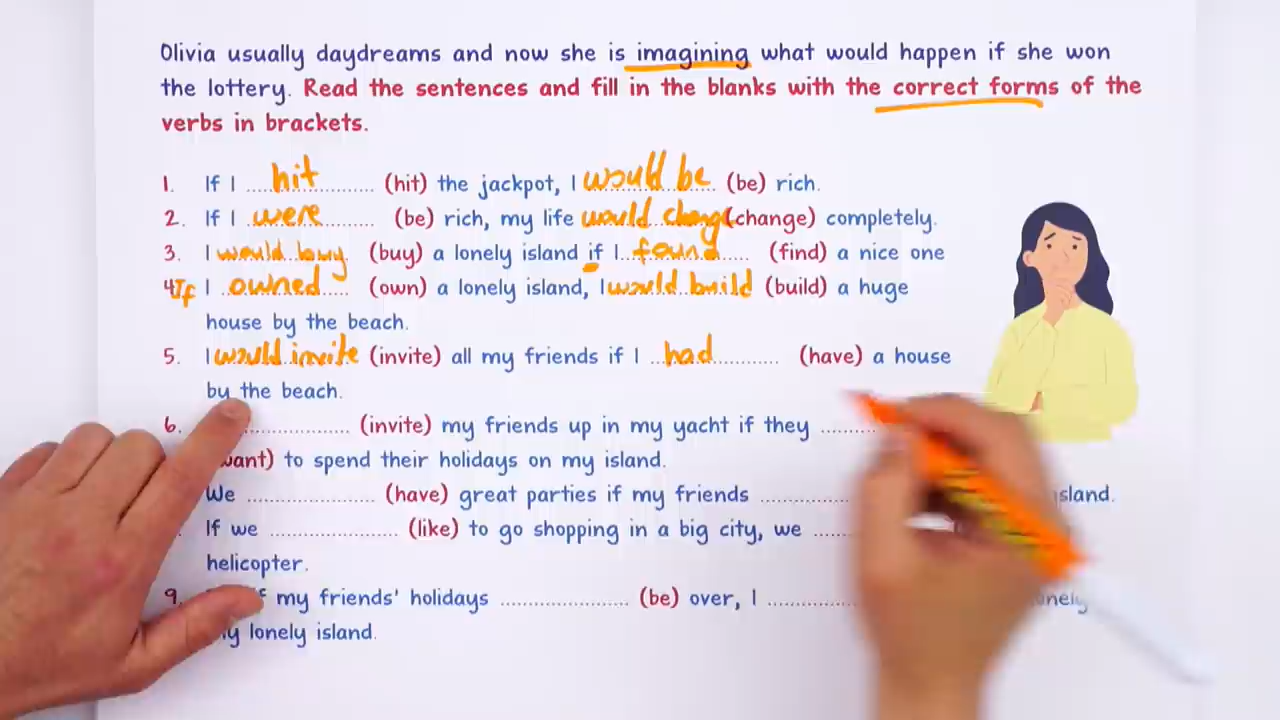 Olivia usually daydreams and now she is imagining what would happen if she won
the lottery. Read the sentences and fill in the blanks with the correct forms of the
verbs in brackets.
1. If I ....hit.... (hit) the jackpot, I would be (be) rich.
2. If I .were....... (be) rich, my life would change (change) completely.
3. I would buy (buy) a lonely island if I ..found.... (find) a nice one
4. If I .owned... (own) a lonely island, I would build (build) a huge
house by the beach.
5. I would invite (invite) all my friends if I ...had......... (have) a house
by the beach.
6. .................... (invite) my friends up in my yacht if they ..........
want) to spend their holidays on my island.
We ...................... (have) great parties if my friends ................ island.
If we ...................... (like) to go shopping in a big city, we ......
helicopter.
9. my friends' holidays ...................... (be) over, I ................ lonely
my lonely island.